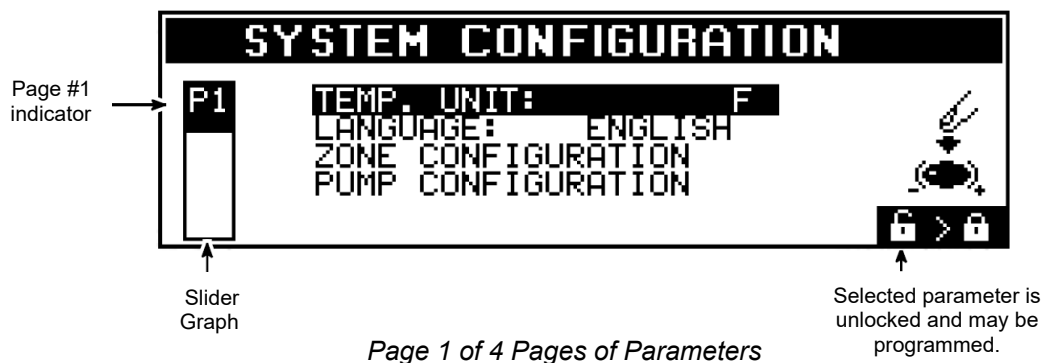 SYSTEM CONFIGURATION
Page #1
indicator
P1
TEMP. UNIT: F
LANGUAGE: ENGLISH
ZONE CONFIGURATION
PUMP CONFIGURATION
>
Slider
Graph
Selected parameter is
unlocked and may be
programmed.
Page 1 of 4 Pages of Parameters